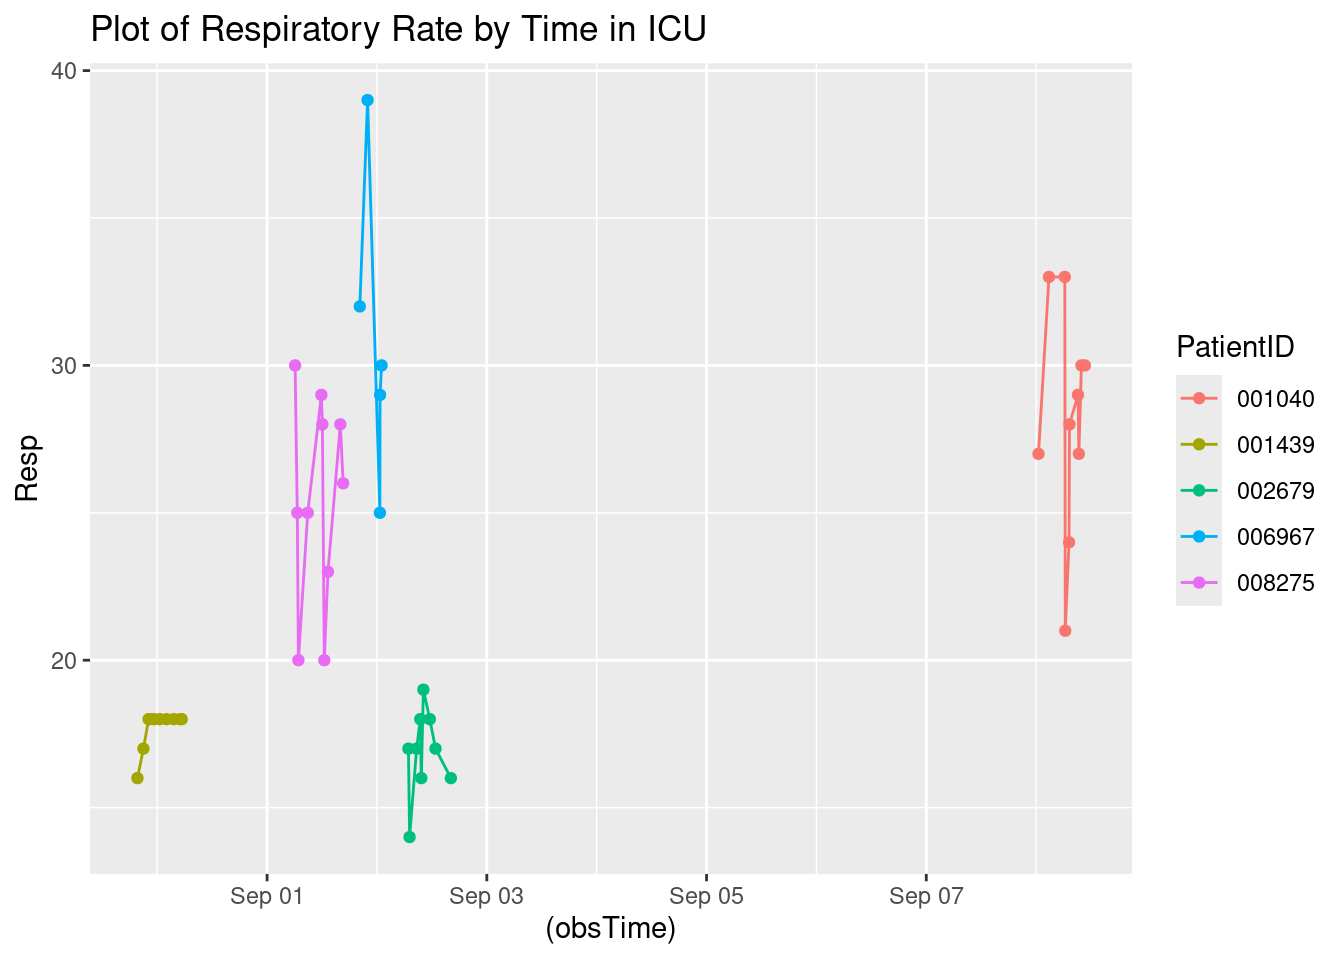 Plot of Respiratory Rate by Time in ICU
40
30
20
Resp
Sep 01
Sep 03
Sep 05
Sep 07
(obsTime)
PatientID
001040
001439
002679
006967
008275